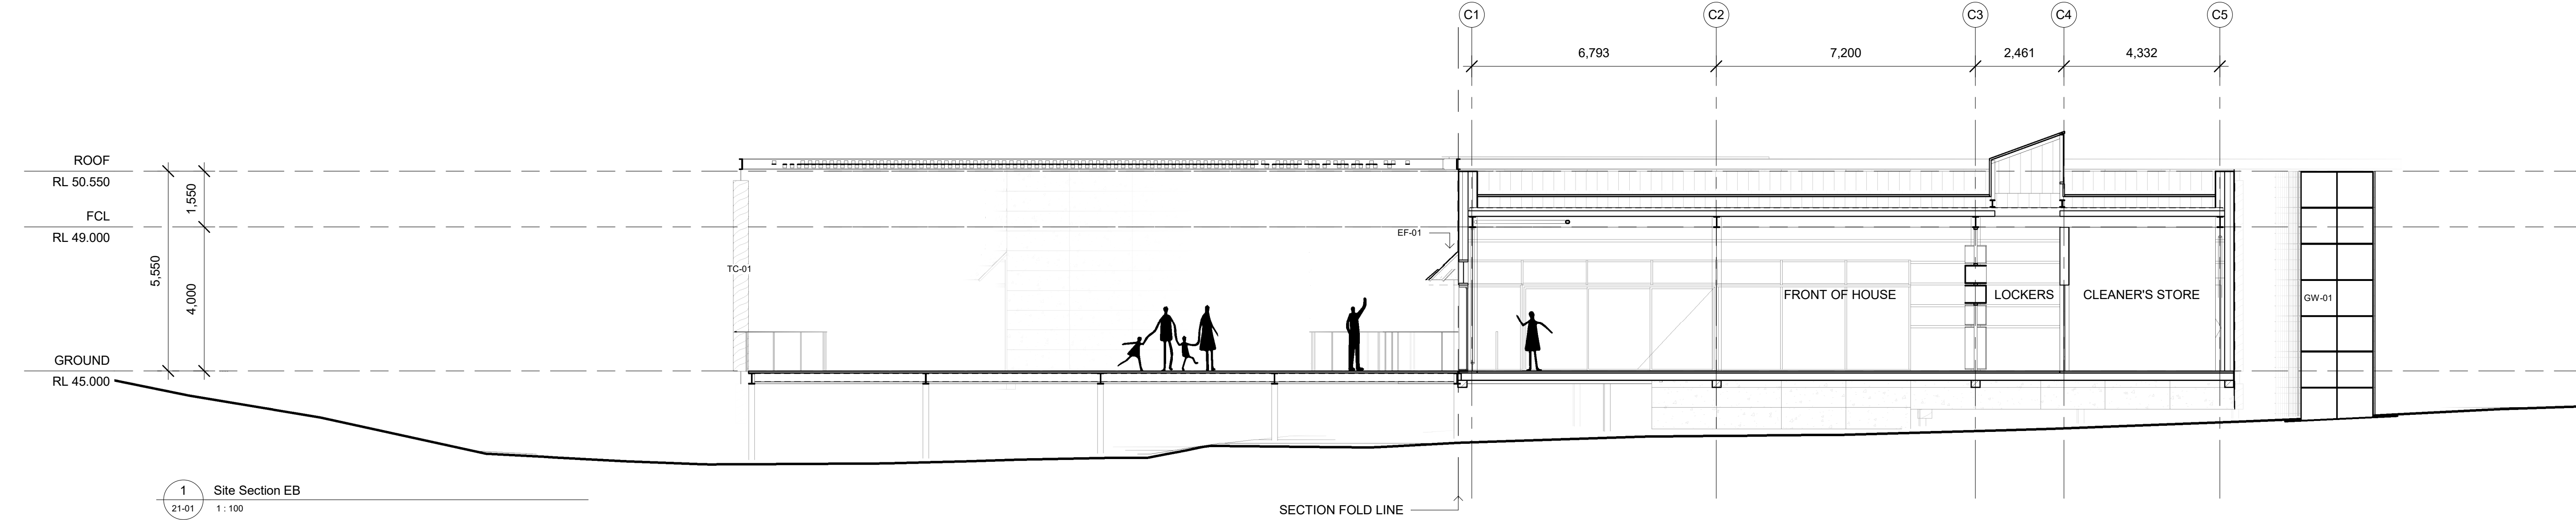 C1
C2
C3
C4
C5
6,793
7,200
2,461
4,332
ROOF
RL 50.550
1,550
FCL
RL 49.000
EF-01
5,550
4,000
TC-01
FRONT OF HOUSE
LOCKERS
CLEANER'S STORE
GW-01
GROUND
RL 45.000
1
Site Section EB
21-01
1 : 100
SECTION FOLD LINE